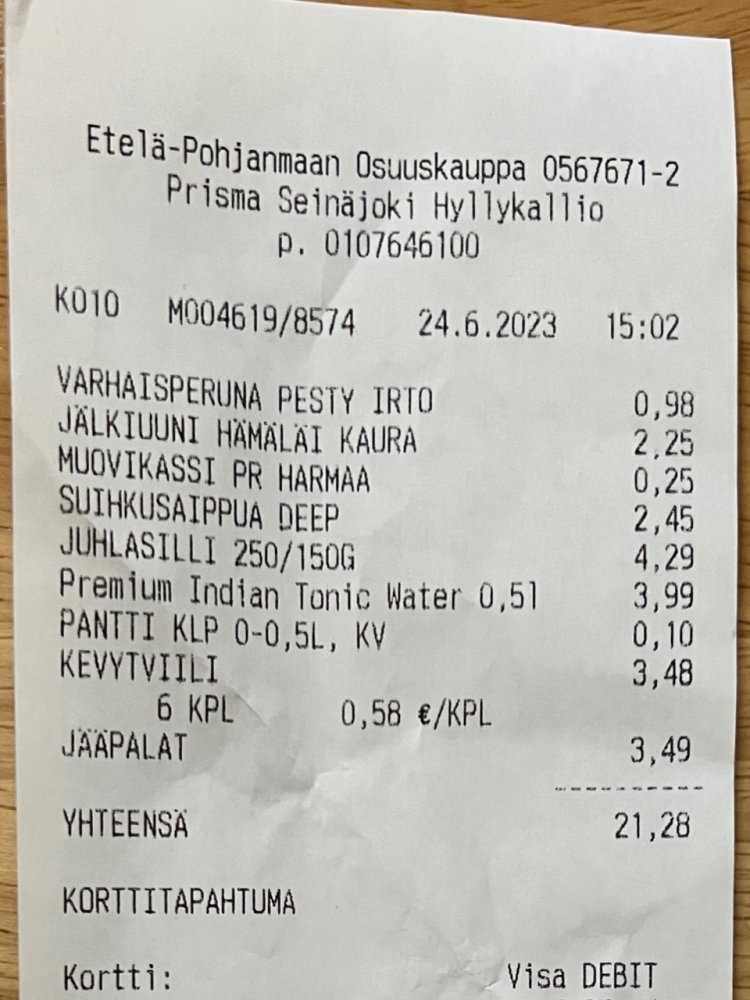 Etelä-Pohjanmaan Osuuskauppa 0567671-2
Prisma Seinäjoki Hyllykallio
p. 0107646100
K010 M004619/8574 24.6.2023 15:02
VARHAISPERUNA PESTY IRTO 0,98
JÄLKIUUNI HÄMÄLÄI KAURA 2,25
MUOVIKASSI PR HARMAA 0,25
SUIHKUSAIPPUA DEEP 2,45
JUHLASILLI 250/150G 4,29
Premium Indian Tonic Water 0,5l 3,99
PANTTI KLP 0-0,5L, KV 0,10
KEVYTVIILI 3,48
6 KPL 0,58 €/KPL
JÄÄPALAT 3,49
------------
YHTEENSÄ 21,28
KORTTITAPAHTUMA
Kortti: Visa DEBIT